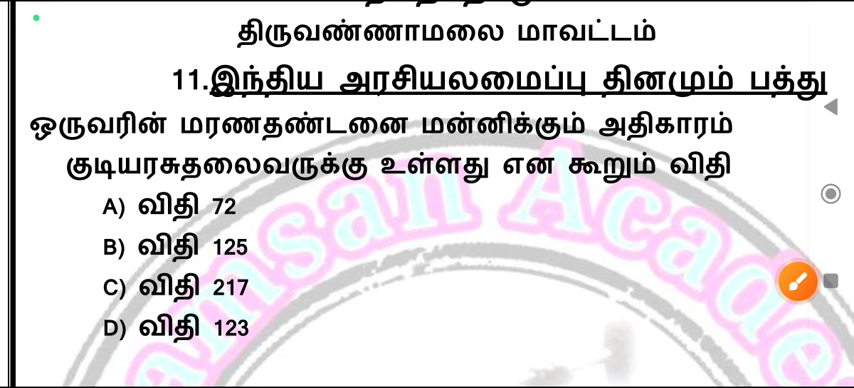 திருவண்ணாமலை மாவட்டம்
11.இந்திய அரசியலமைப்பு தினமும் பத்து
ஒருவரின் மரணதண்டனை மன்னிக்கும் அதிகாரம்
குடியரசுதலைவருக்கு உள்ளது என கூறும் விதி
A) விதி 72
B) விதி 125
C) விதி 217
D) விதி 123